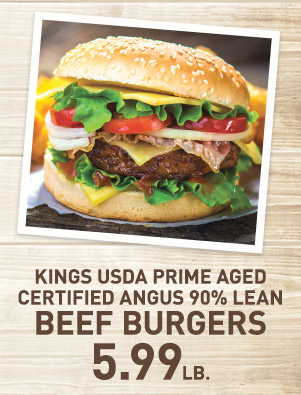 KINGS USDA PRIME AGED
CERTIFIED ANGUS 90% LEAN
BEEF BURGERS
5.99LB.